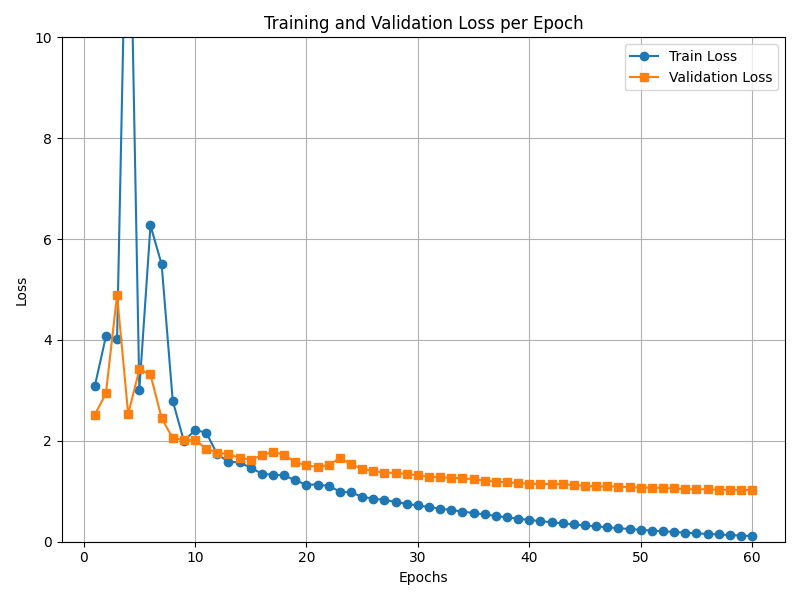 Training and Validation Loss per Epoch
Train Loss
Validation Loss
10
8
6
4
2
0
Loss
0 10 20 30 40 50 60
Epochs